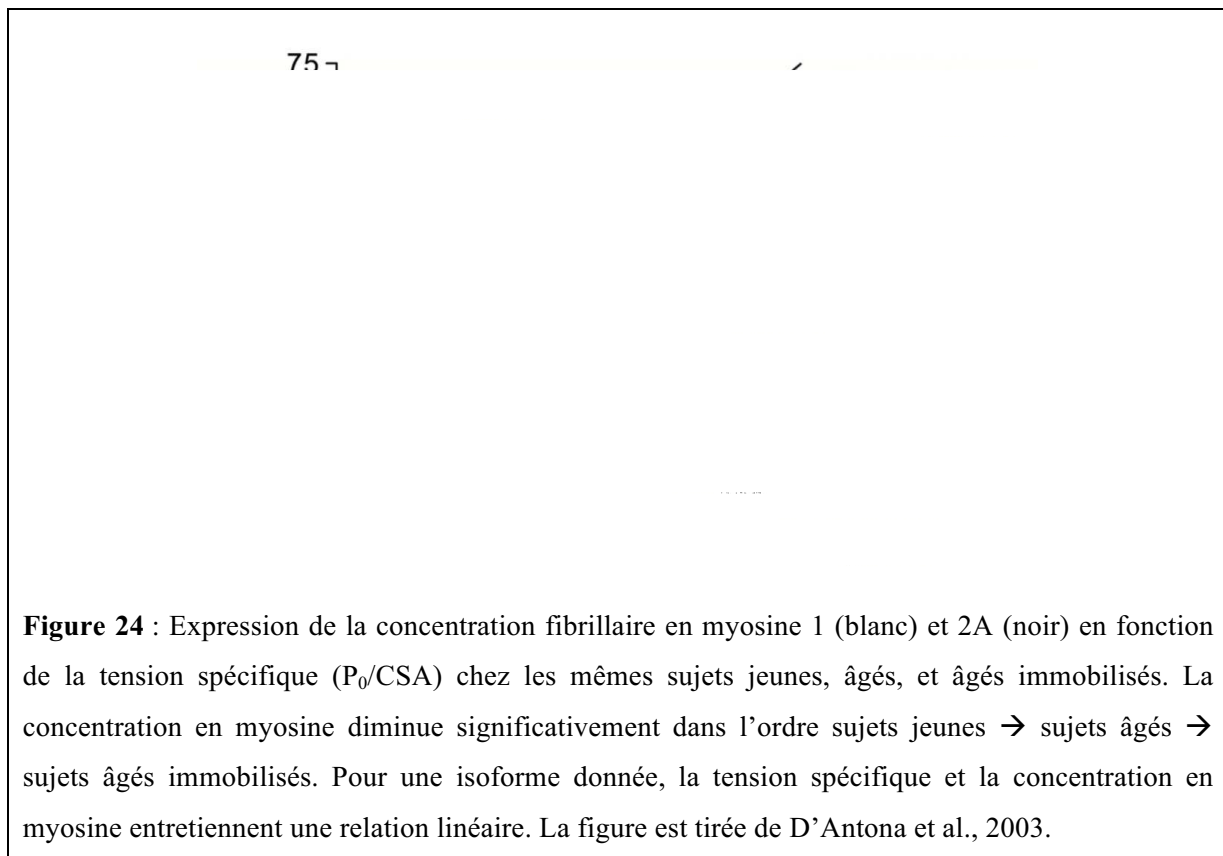 75
Figure 24 : Expression de la concentration fibrillaire en myosine 1 (blanc) et 2A (noir) en fonction
de la tension spécifique (P₀/CSA) chez les mêmes sujets jeunes, âgés, et âgés immobilisés. La
concentration en myosine diminue significativement dans l’ordre sujets jeunes → sujets âgés →
sujets âgés immobilisés. Pour une isoforme donnée, la tension spécifique et la concentration en
myosine entretiennent une relation linéaire. La figure est tirée de D’Antona et al., 2003.